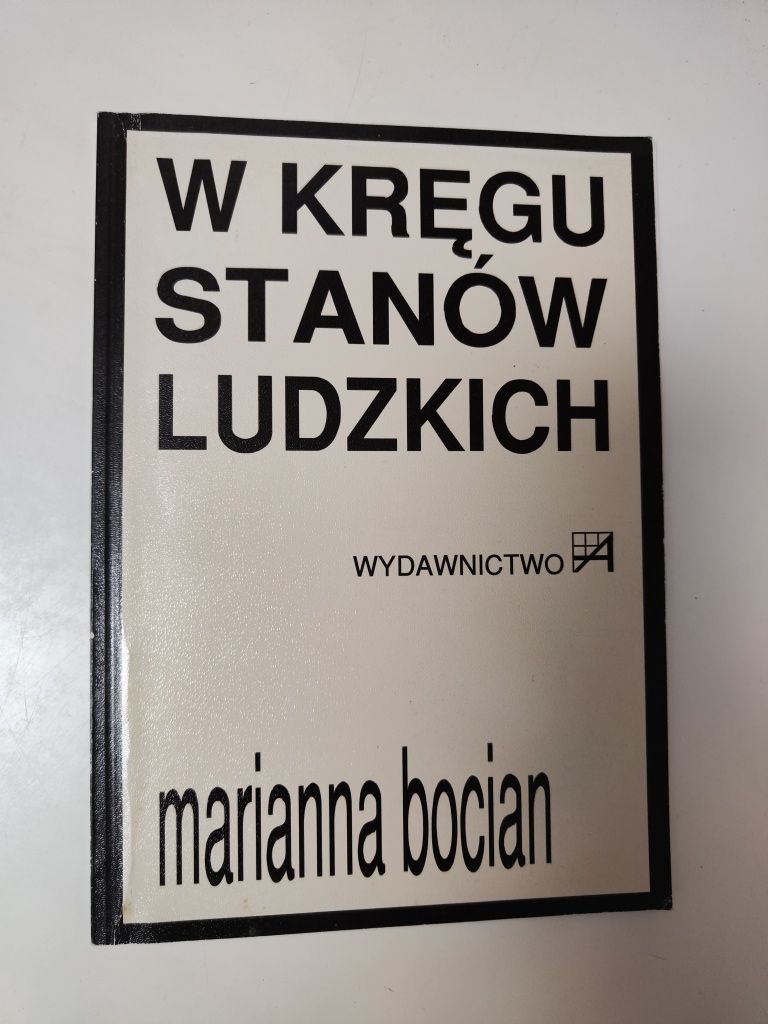 W KRĘGU
STANÓW
LUDZKICH
WYDAWNICTWO A
marianna bocian